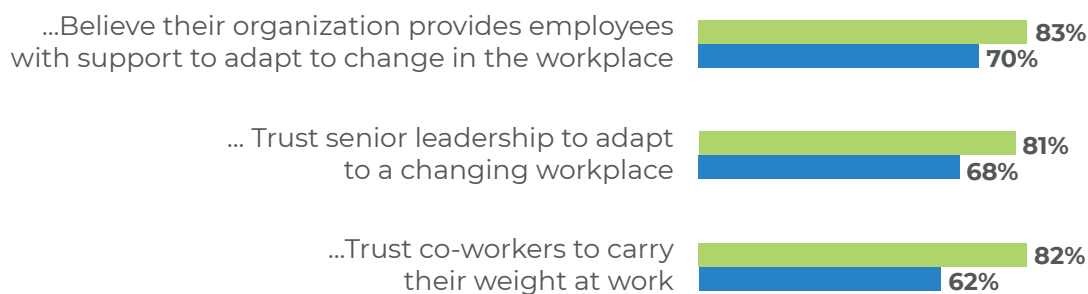 ...Believe their organization provides employees
with support to adapt to change in the workplace
83%
70%
... Trust senior leadership to adapt
to a changing workplace
81%
68%
...Trust co-workers to carry
their weight at work
82%
62%